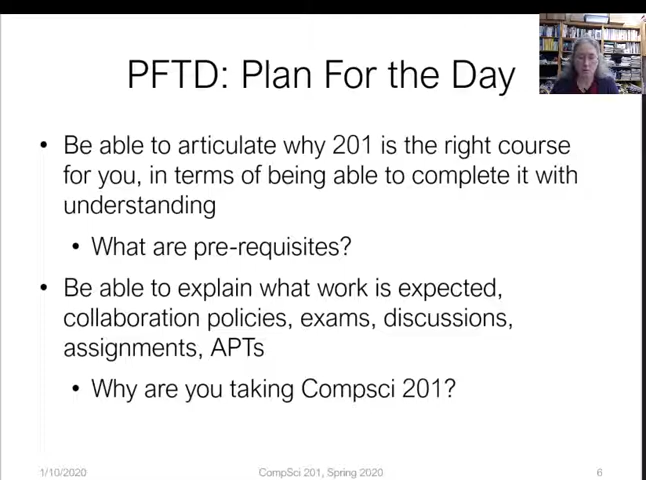 PFTD: Plan For the Day
• Be able to articulate why 201 is the right course
for you, in terms of being able to complete it with
understanding
• What are pre-requisites?
• Be able to explain what work is expected,
collaboration policies, exams, discussions,
assignments, APTs
• Why are you taking Compsci 201?
1/10/2020
CompSci 201, Spring 2020
6